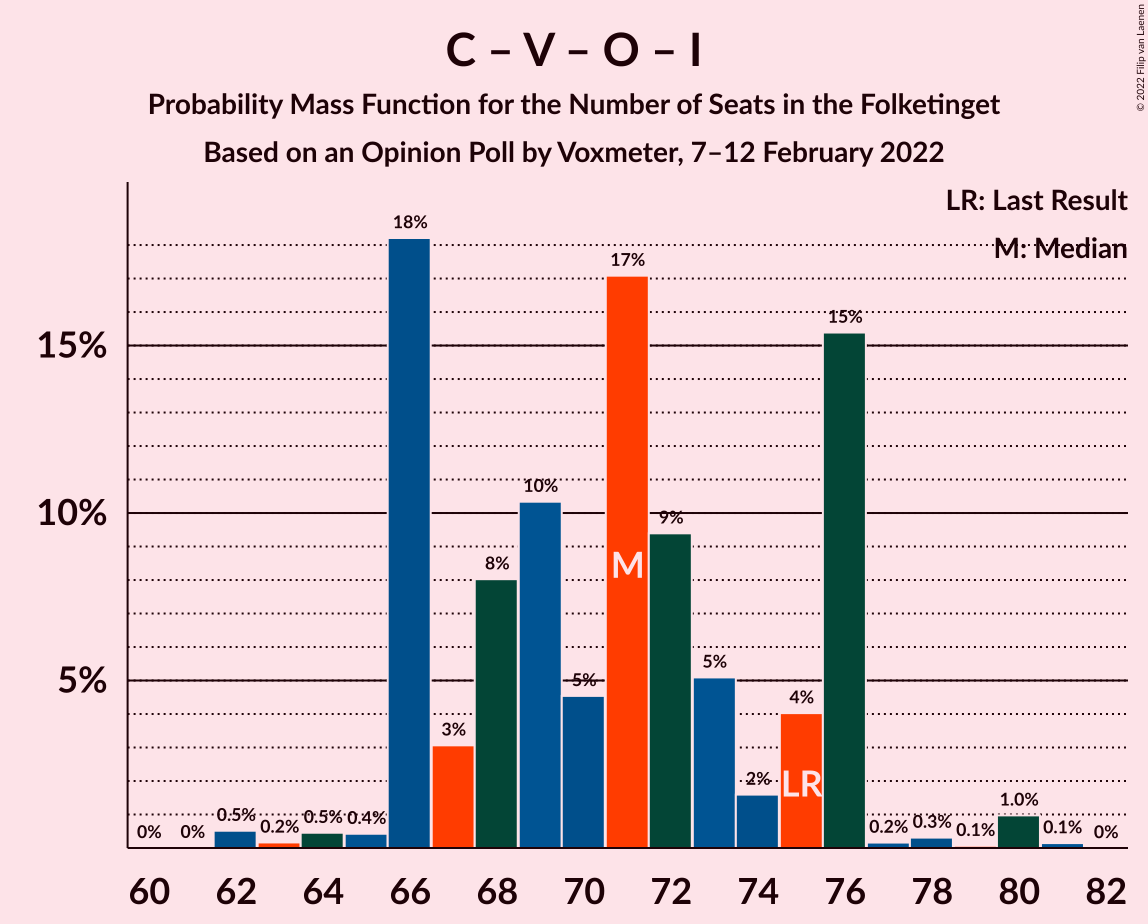 C – V – O – I
Probability Mass Function for the Number of Seats in the Folketinget
Based on an Opinion Poll by Voxmeter, 7–12 February 2022
© 2022 Filip van Laenen
LR: Last Result
M: Median
15%
10%
5%
0%
0%
0.5%
0.2%
0.5%
0.4%
18%
3%
8%
10%
5%
17%
9%
5%
2%
4%
15%
0.2%
0.3%
0.1%
1.0%
0.1%
0%
M
LR
60 62 64 66 68 70 72 74 76 78 80 82